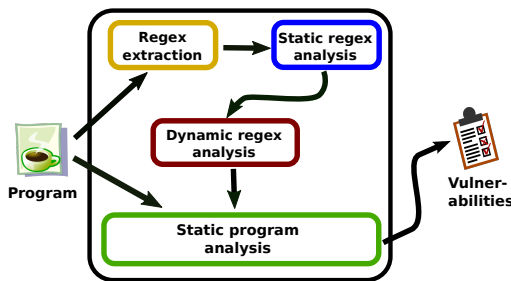 Regex
extraction
Static regex
analysis
Dynamic regex
analysis
Program
Vulner-
abilities
Static program
analysis